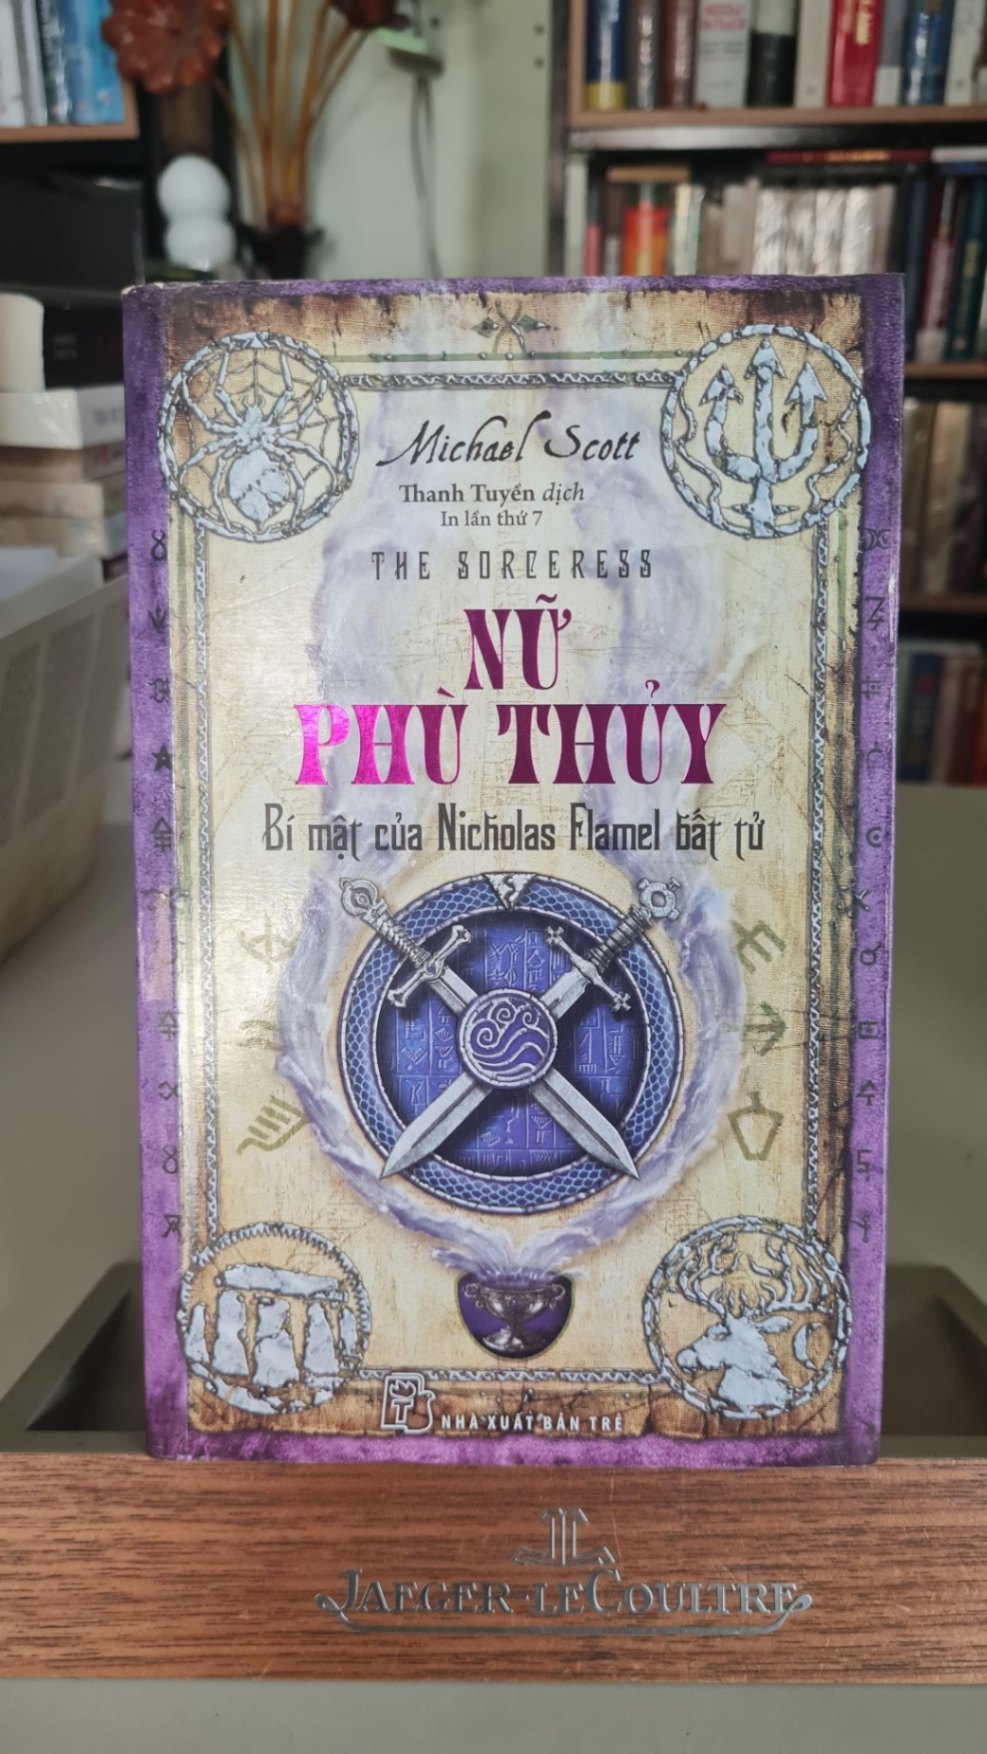 Michael Scott
Thanh Tuyền dịch
In lần thứ 7
THE SORCERESS
NỮ
PHÙ THỦY
Bí mật của Nicholas Flamel bất tử
NHÀ XUẤT BẢN TRẺ
JAEGER-LECOULTRE